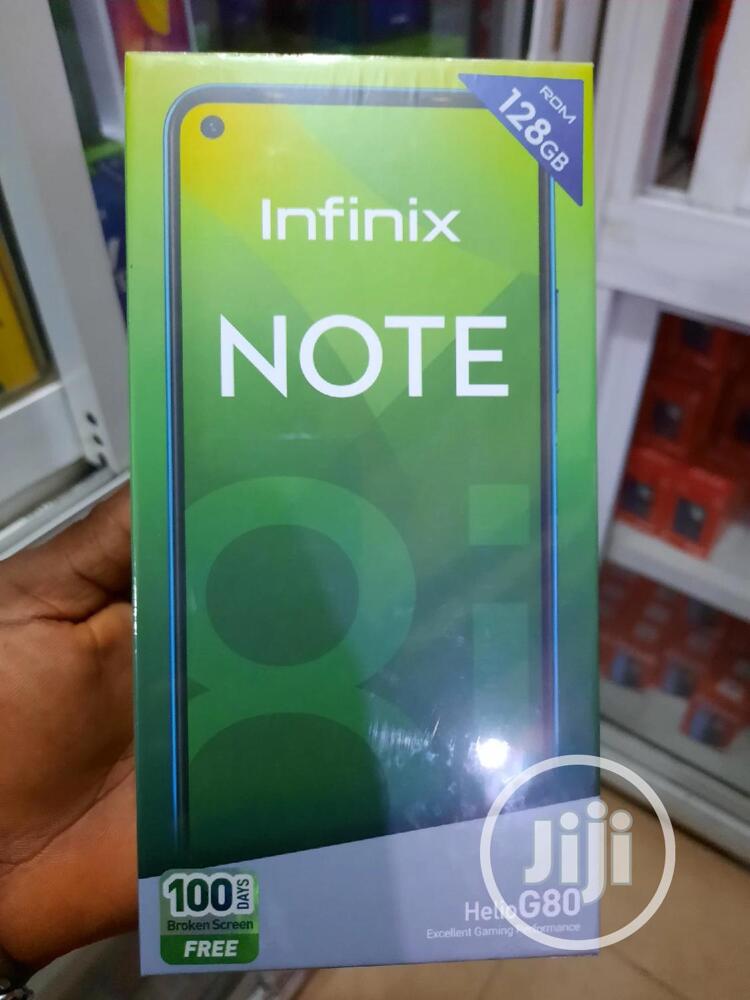 ROM
128GB
Infinix
NOTE
8i
100 DAYS
Broken Screen
FREE
Helio G80
Excellent Gaming Performance
Jiji